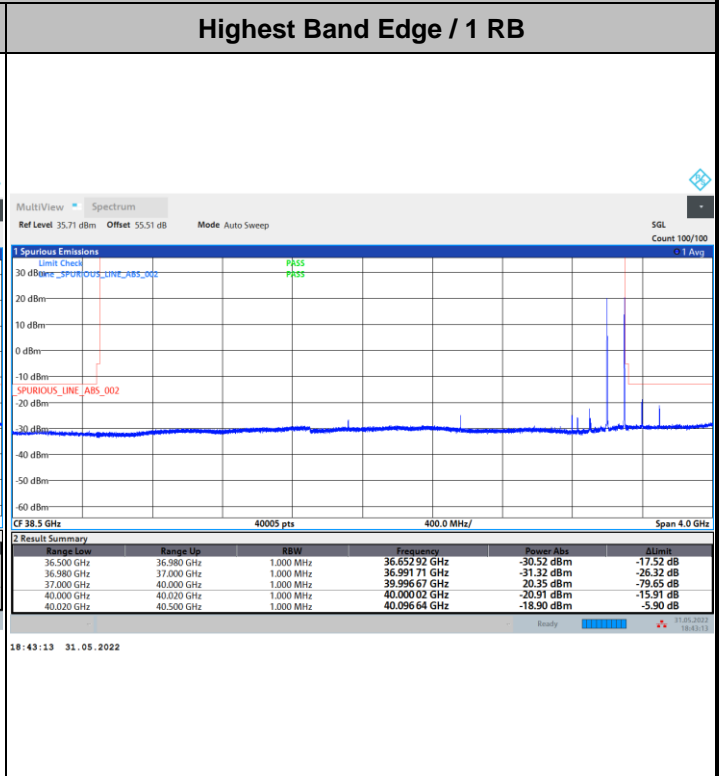 Highest Band Edge / 1 RB
MultiView Spectrum
Ref Level 35.71 dBm Offset 55.51 dB Mode Auto Sweep SGL
Count 100/100
1 Spurious Emissions 1 Avg
Limit Check PASS
30 dBm Line _SPURIOUS_LINE_ABS_002 PASS
20 dBm
10 dBm
0 dBm
-10 dBm
_SPURIOUS_LINE_ABS_002
-20 dBm
-30 dBm
-40 dBm
-50 dBm
-60 dBm
CF 38.5 GHz 40005 pts 400.0 MHz/ Span 4.0 GHz
2 Result Summary
Range Low Range Up RBW Frequency Power Abs ΔLimit
36.500 GHz 36.980 GHz 1.000 MHz 36.652 92 GHz -30.52 dBm -17.52 dB
36.980 GHz 37.000 GHz 1.000 MHz 36.991 71 GHz -31.32 dBm -26.32 dB
37.000 GHz 40.000 GHz 1.000 MHz 39.996 67 GHz 20.35 dBm -79.65 dB
40.000 GHz 40.020 GHz 1.000 MHz 40.000 02 GHz -20.91 dBm -15.91 dB
40.020 GHz 40.500 GHz 1.000 MHz 40.096 64 GHz -18.90 dBm -5.90 dB
Ready 31.05.2022
18:43:13
18:43:13 31.05.2022